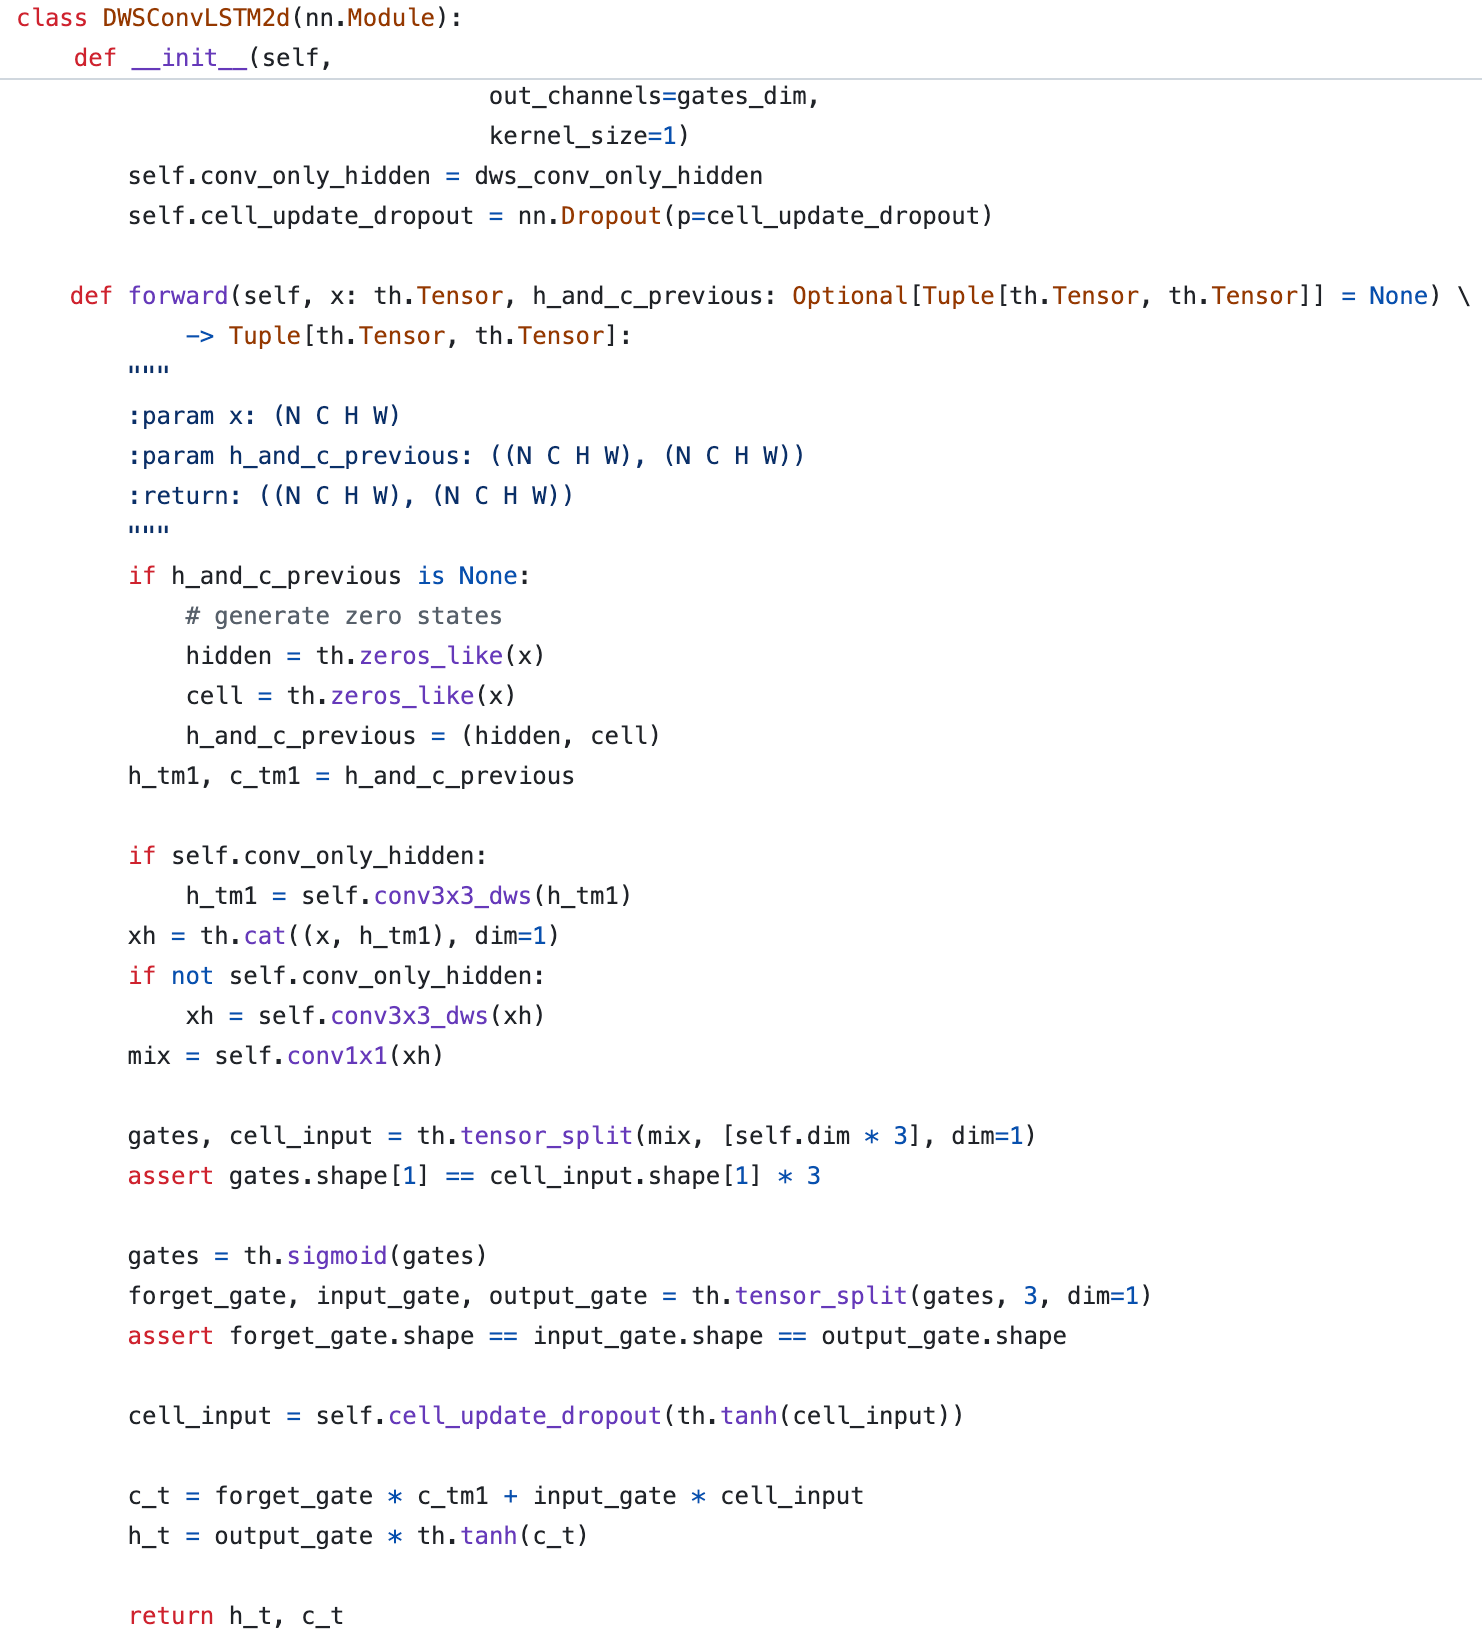 class DWSConvLSTM2d(nn.Module):
    def __init__(self,
                         out_channels=gates_dim,
                         kernel_size=1)
        self.conv_only_hidden = dws_conv_only_hidden
        self.cell_update_dropout = nn.Dropout(p=cell_update_dropout)

    def forward(self, x: th.Tensor, h_and_c_previous: Optional[Tuple[th.Tensor, th.Tensor]] = None) \
            -> Tuple[th.Tensor, th.Tensor]:
        """
        :param x: (N C H W)
        :param h_and_c_previous: ((N C H W), (N C H W))
        :return: ((N C H W), (N C H W))
        """
        if h_and_c_previous is None:
            # generate zero states
            hidden = th.zeros_like(x)
            cell = th.zeros_like(x)
            h_and_c_previous = (hidden, cell)
        h_tm1, c_tm1 = h_and_c_previous

        if self.conv_only_hidden:
            h_tm1 = self.conv3x3_dws(h_tm1)
        xh = th.cat((x, h_tm1), dim=1)
        if not self.conv_only_hidden:
            xh = self.conv3x3_dws(xh)
        mix = self.conv1x1(xh)

        gates, cell_input = th.tensor_split(mix, [self.dim * 3], dim=1)
        assert gates.shape[1] == cell_input.shape[1] * 3

        gates = th.sigmoid(gates)
        forget_gate, input_gate, output_gate = th.tensor_split(gates, 3, dim=1)
        assert forget_gate.shape == input_gate.shape == output_gate.shape

        cell_input = self.cell_update_dropout(th.tanh(cell_input))

        c_t = forget_gate * c_tm1 + input_gate * cell_input
        h_t = output_gate * th.tanh(c_t)

        return h_t, c_t